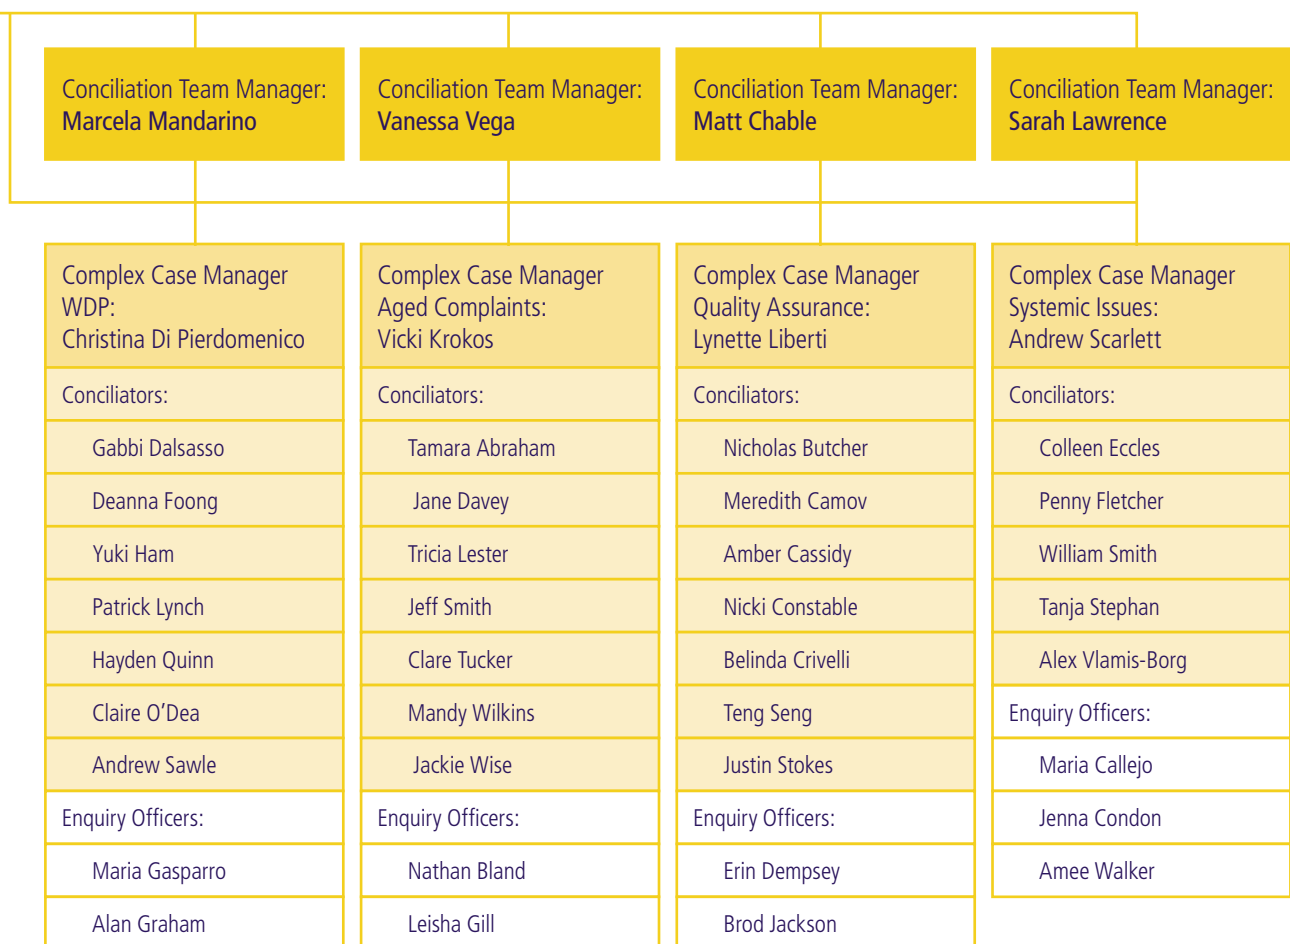 Conciliation Team Manager:
Marcela Mandarino
Conciliation Team Manager:
Vanessa Vega
Conciliation Team Manager:
Matt Chable
Conciliation Team Manager:
Sarah Lawrence
Complex Case Manager
WDP:
Christina Di Pierdomenico
Conciliators:
Gabbi Dalsasso
Deanna Foong
Yuki Ham
Patrick Lynch
Hayden Quinn
Claire O’Dea
Andrew Sawle
Enquiry Officers:
Maria Gasparro
Alan Graham
Complex Case Manager
Aged Complaints:
Vicki Krokos
Conciliators:
Tamara Abraham
Jane Davey
Tricia Lester
Jeff Smith
Clare Tucker
Mandy Wilkins
Jackie Wise
Enquiry Officers:
Nathan Bland
Leisha Gill
Complex Case Manager
Quality Assurance:
Lynette Liberti
Conciliators:
Nicholas Butcher
Meredith Camov
Amber Cassidy
Nicki Constable
Belinda Crivelli
Teng Seng
Justin Stokes
Enquiry Officers:
Erin Dempsey
Brod Jackson
Complex Case Manager
Systemic Issues:
Andrew Scarlett
Conciliators:
Colleen Eccles
Penny Fletcher
William Smith
Tanja Stephan
Alex Vlamis-Borg
Enquiry Officers:
Maria Callejo
Jenna Condon
Amee Walker